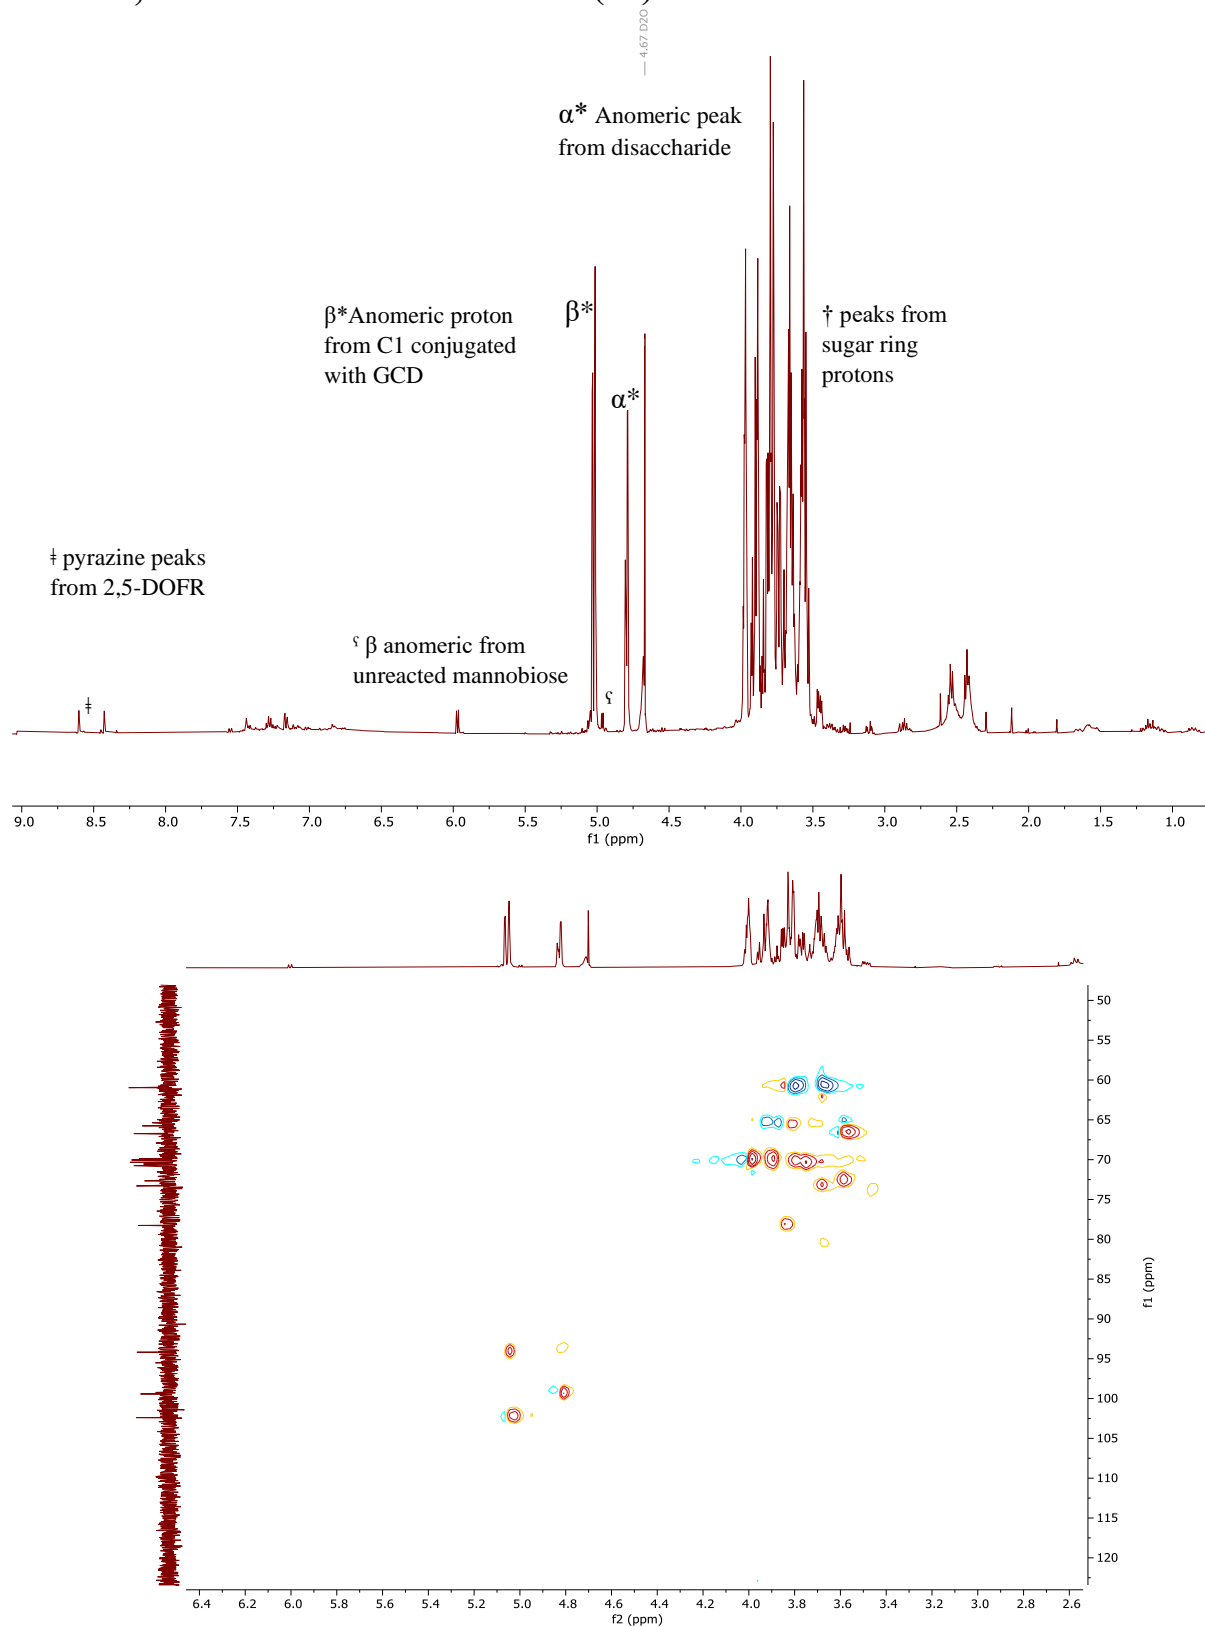 — 4.67 D2O
α* Anomeric peak
from disaccharide
β*Anomeric proton
from C1 conjugated
with GCD
β*
α*
† peaks from
sugar ring
protons
ǂ pyrazine peaks
from 2,5-DOFR
ˤ β anomeric from
unreacted mannobiose
ǂ
ʕ
9.0 8.5 8.0 7.5 7.0 6.5 6.0 5.5 5.0 4.5 4.0 3.5 3.0 2.5 2.0 1.5 1.0
f1 (ppm)
50
55
60
65
70
75
80
85
90
95
100
105
110
115
120
f1 (ppm)
6.4 6.2 6.0 5.8 5.6 5.4 5.2 5.0 4.8 4.6 4.4 4.2 4.0 3.8 3.6 3.4 3.2 3.0 2.8 2.6
f2 (ppm)